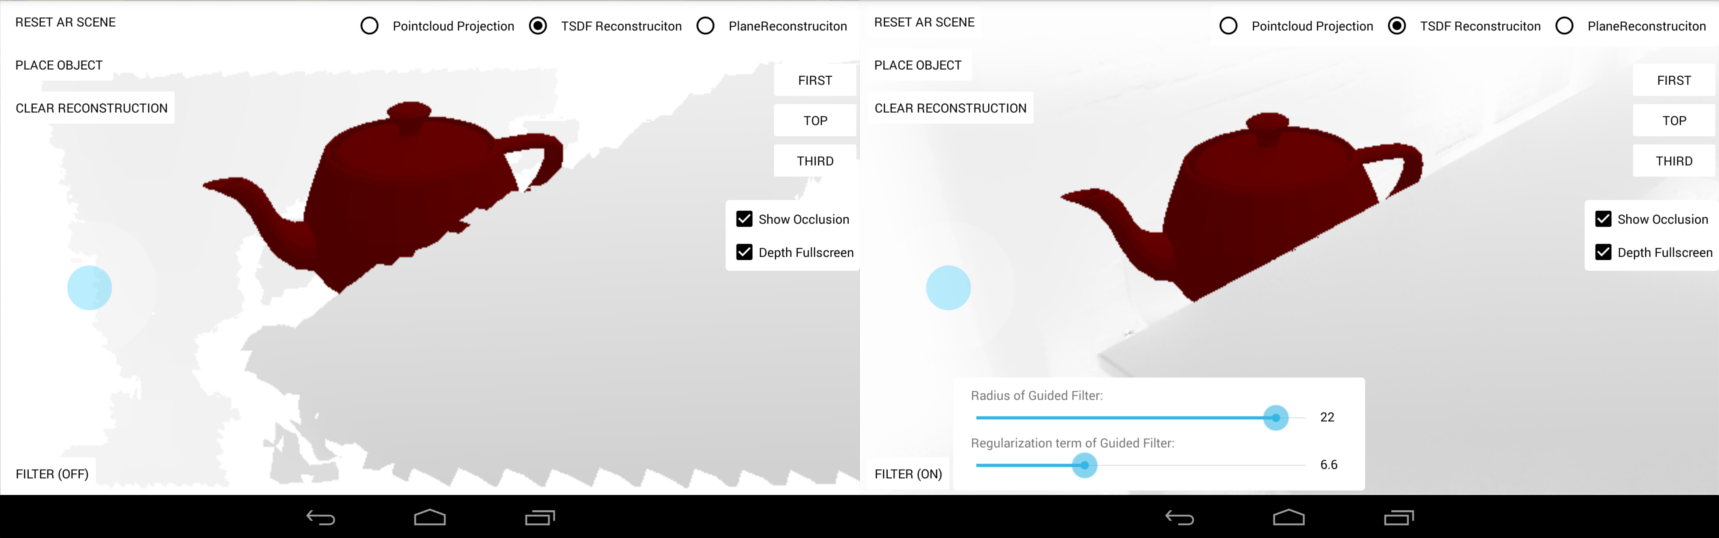 RESET AR SCENE
Pointcloud Projection
TSDF Reconstruciton
PlaneReconstruciton
PLACE OBJECT
CLEAR RECONSTRUCTION
FIRST
TOP
THIRD
Show Occlusion
Depth Fullscreen
FILTER (OFF)
RESET AR SCENE
Pointcloud Projection
TSDF Reconstruciton
PlaneReconstruciton
PLACE OBJECT
CLEAR RECONSTRUCTION
FIRST
TOP
THIRD
Show Occlusion
Depth Fullscreen
Radius of Guided Filter:
22
Regularization term of Guided Filter:
6.6
FILTER (ON)